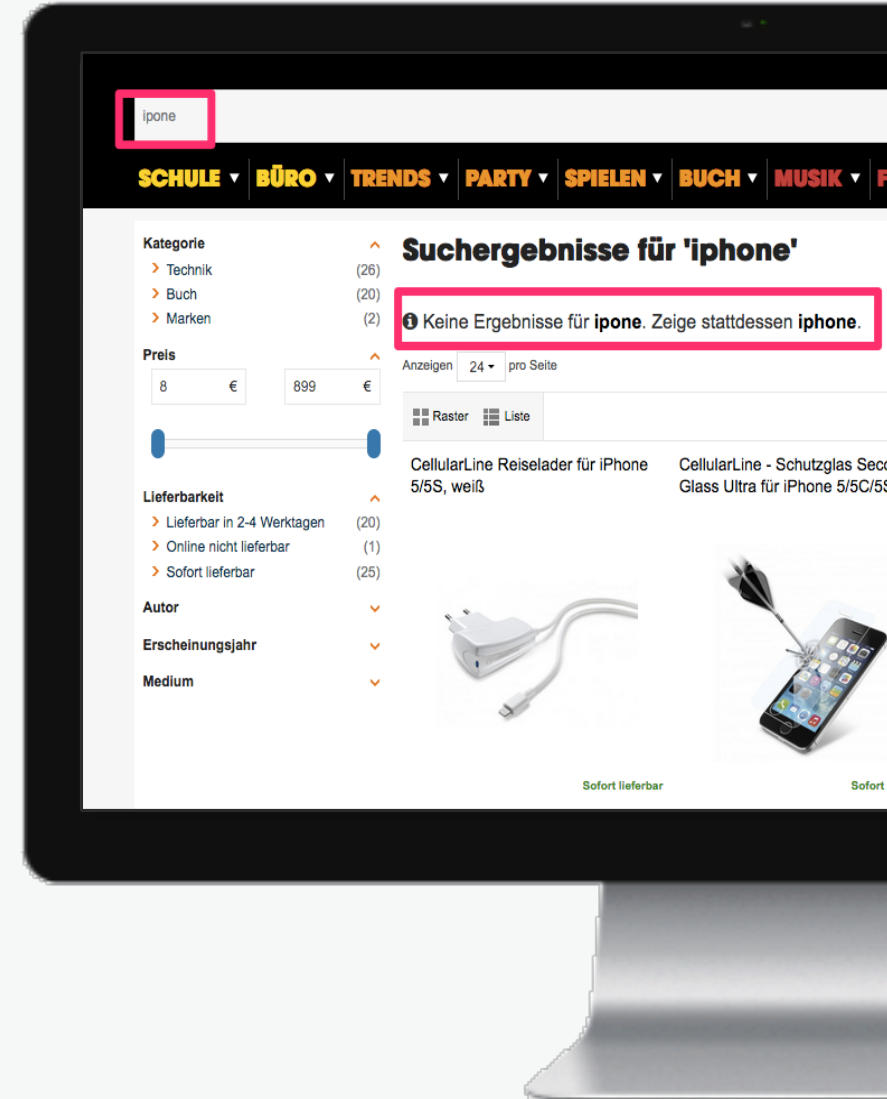 ipone
SCHULE BÜRO TRENDS PARTY SPIELEN BUCH MUSIK F
Kategorie
Technik (26)
Buch (20)
Marken (2)
Preis
8 € 899 €
Lieferbarkeit
Lieferbar in 2-4 Werktagen (20)
Online nicht lieferbar (1)
Sofort lieferbar (25)
Autor
Erscheinungsjahr
Medium
Suchergebnisse für 'iphone'
Keine Ergebnisse für ipone. Zeige stattdessen iphone.
Anzeigen 24 pro Seite
Raster Liste
CellularLine Reiselader für iPhone
5/5S, weiß
Sofort lieferbar
CellularLine - Schutzglas Seco
Glass Ultra für iPhone 5/5C/5S
Sofort